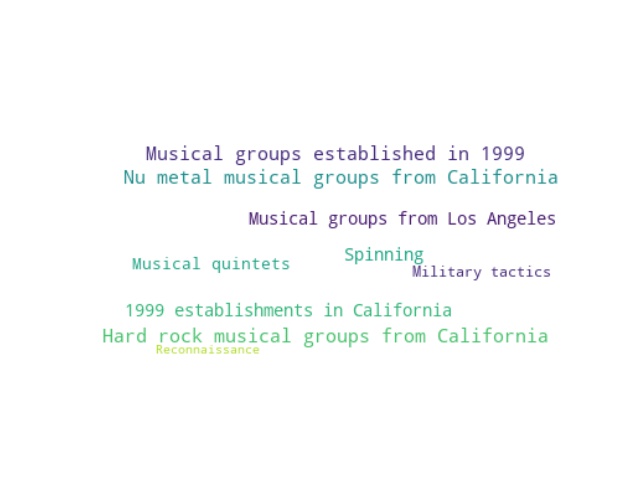 Musical groups established in 1999
Nu metal musical groups from California
Musical groups from Los Angeles
Spinning
Musical quintets
Military tactics
1999 establishments in California
Hard rock musical groups from California
Reconnaissance